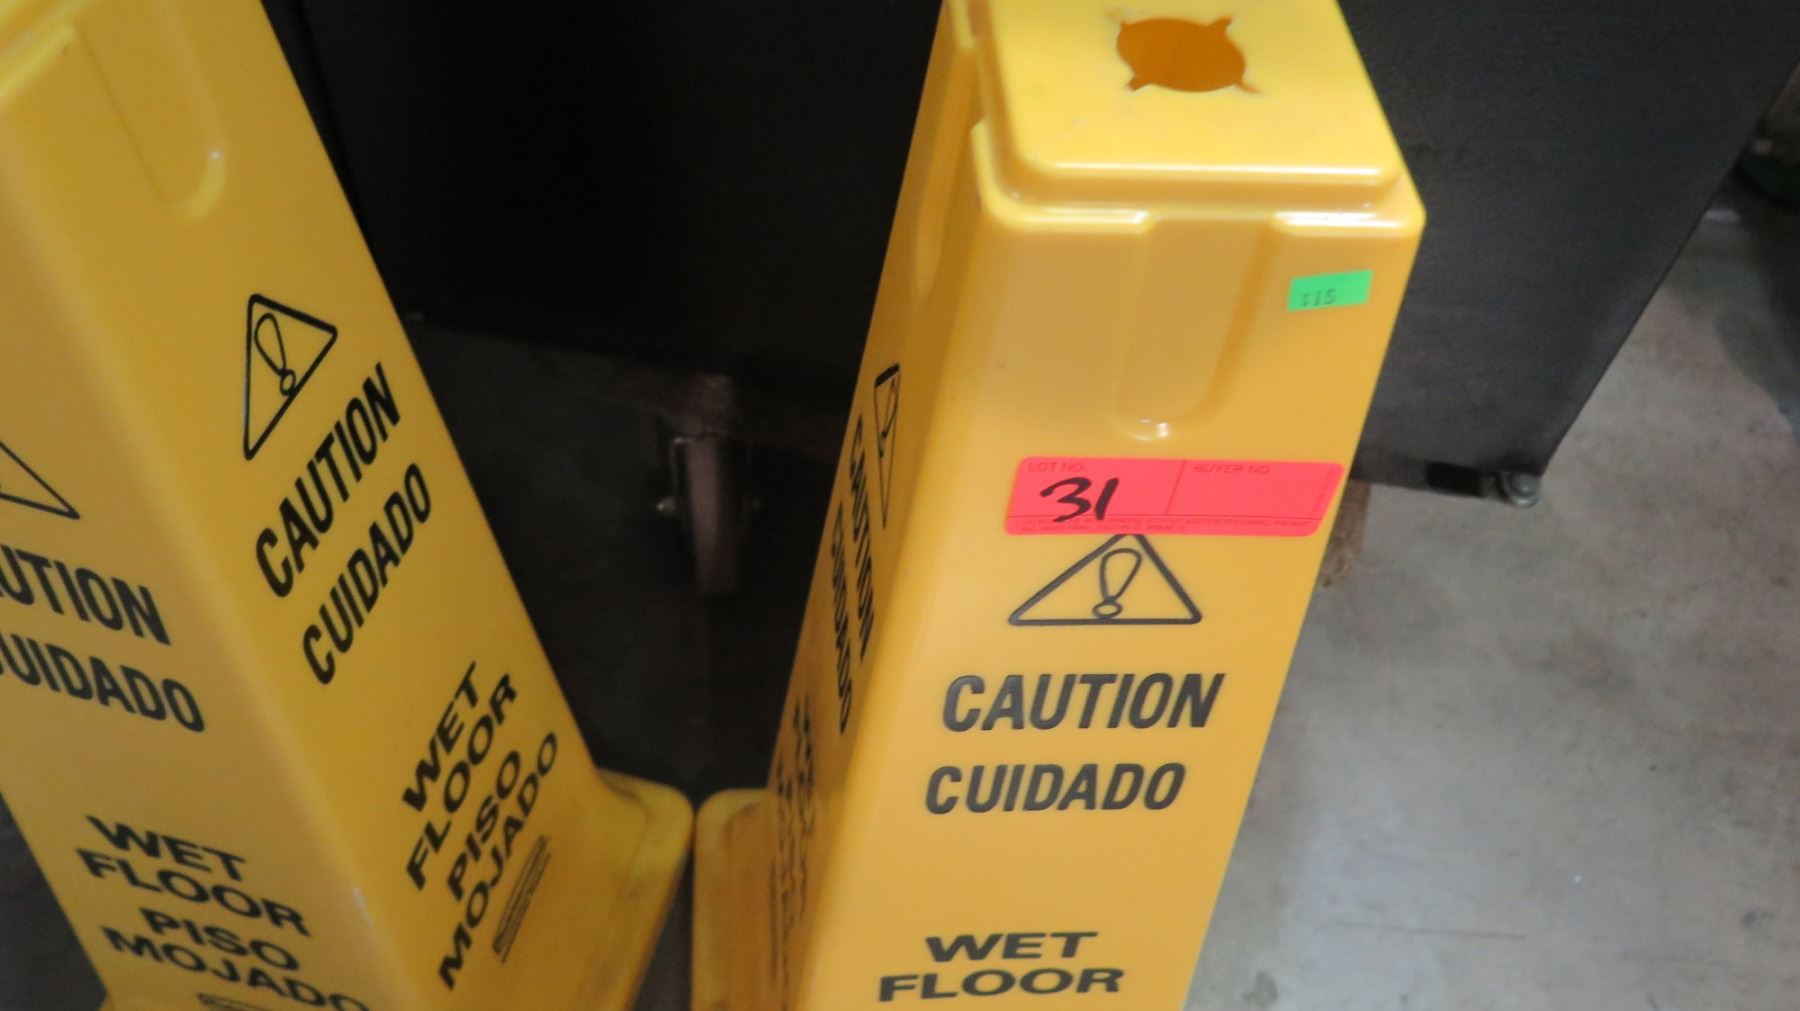 CAUTION
CUIDADO
WET
FLOOR
PISO
MOJADO
UTION
UIDADO
WET
FLOOR
PISO
MOJADO
$15
LOT NO. BUYER NO.
31
CAUTION
CUIDADO
WET
FLOOR
CAUTION
CUIDADO